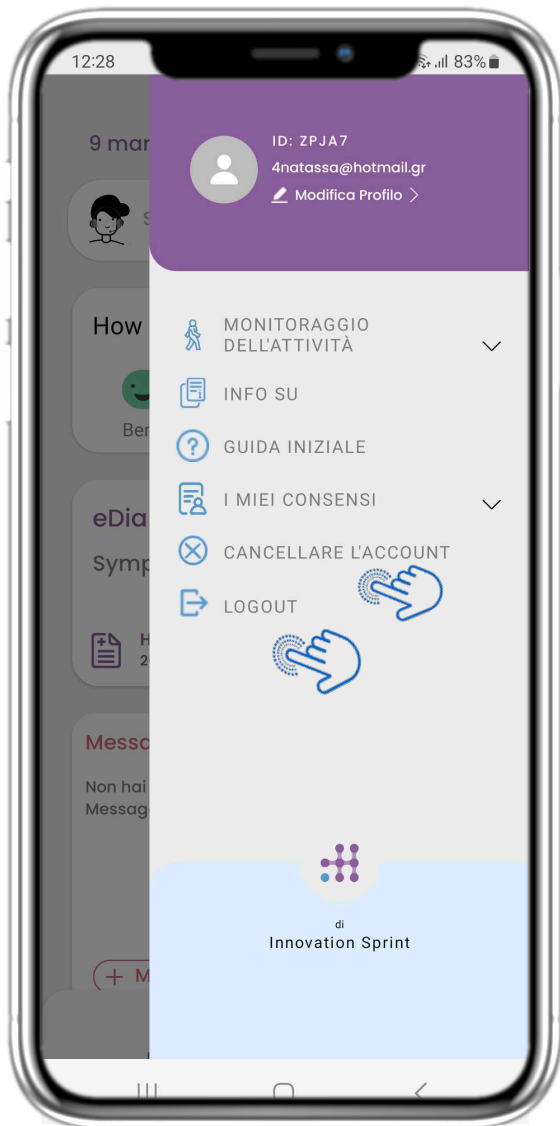 12:28
83%
9 mar
ID: ZPJA7
4natassa@hotmail.gr
Modifica Profilo
How
MONITORAGGIO
DELL'ATTIVITÀ
INFO SU
Ben
GUIDA INIZIALE
I MIEI CONSENSI
eDia
CANCELLARE L'ACCOUNT
Symp
LOGOUT
H
2
Messa
Non hai
Messag
di
Innovation Sprint
+ M